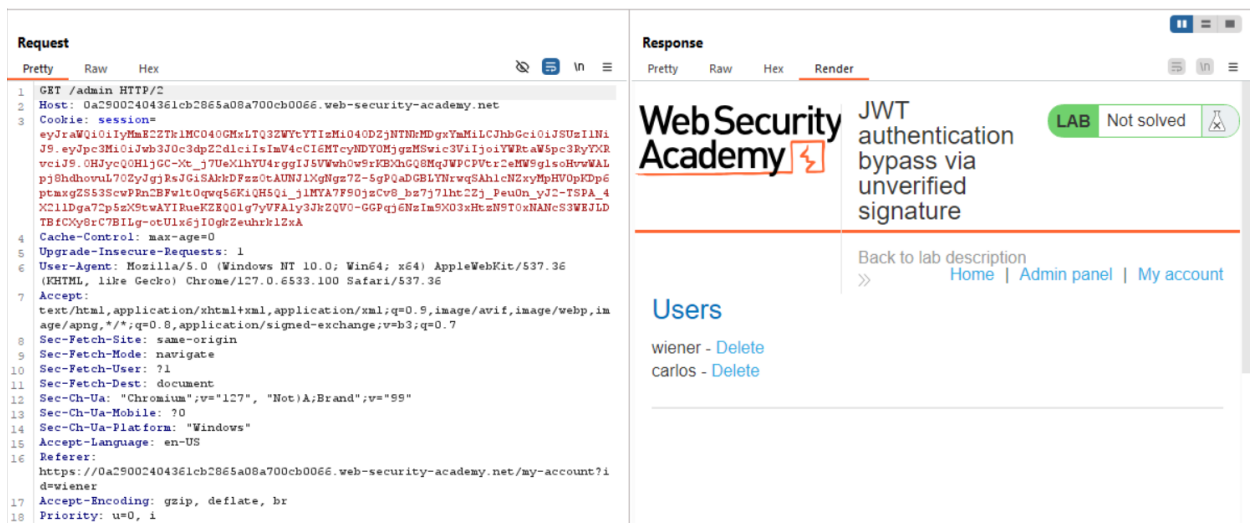 Request
Pretty Raw Hex
\n
1 GET /admin HTTP/2
2 Host: 0a29002404361cb2865a08a700cb0066.web-security-academy.net
3 Cookie: session=
4 Cache-Control: max-age=0
5 Upgrade-Insecure-Requests: 1
6 User-Agent: Mozilla/5.0 (Windows NT 10.0; Win64; x64) AppleWebKit/537.36
(KHTML, like Gecko) Chrome/127.0.6533.100 Safari/537.36
7 Accept:
text/html,application/xhtml+xml,application/xml;q=0.9,image/avif,image/webp,im
age/apng,*/*;q=0.8,application/signed-exchange;v=b3;q=0.7
8 Sec-Fetch-Site: same-origin
9 Sec-Fetch-Mode: navigate
10 Sec-Fetch-User: ?1
11 Sec-Fetch-Dest: document
12 Sec-Ch-Ua: "Chromium";v="127", "Not)A;Brand";v="99"
13 Sec-Ch-Ua-Mobile: ?0
14 Sec-Ch-Ua-Platform: "Windows"
15 Accept-Language: en-US
16 Referer:
https://0a29002404361cb2865a08a700cb0066.web-security-academy.net/my-account?i
d=wiener
17 Accept-Encoding: gzip, deflate, br
18 Priority: u=0, i
Response
Pretty Raw Hex Render
\n
Web Security
Academy
JWT
authentication
bypass via
unverified
signature
LAB Not solved
Back to lab description
Home | Admin panel | My account
Users
wiener - Delete
carlos - Delete